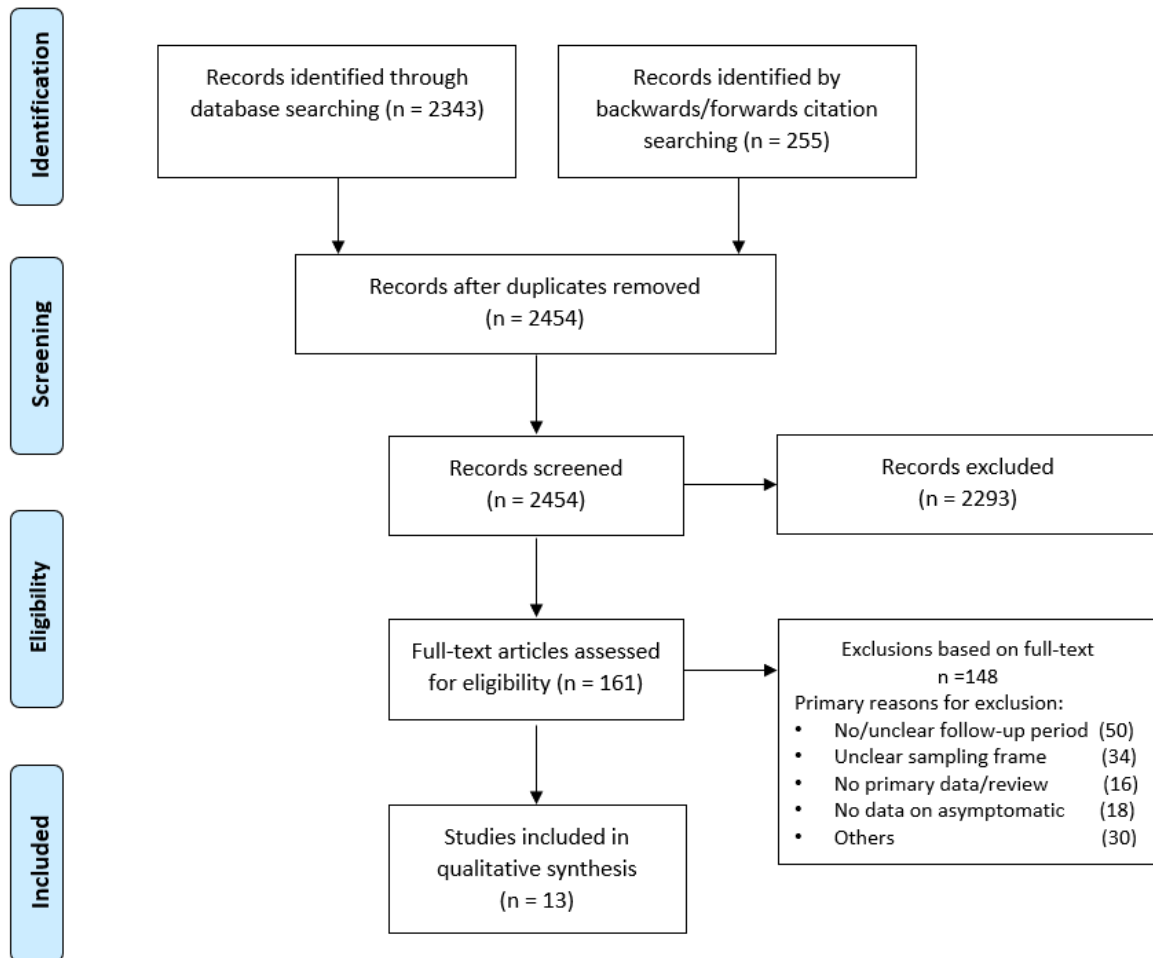 Identification
Records identified through
database searching (n = 2343)
Records identified by
backwards/forwards citation
searching (n = 255)
Screening
Records after duplicates removed
(n = 2454)
Records screened
(n = 2454)
Records excluded
(n = 2293)
Eligibility
Full-text articles assessed
for eligibility (n = 161)
Exclusions based on full-text
n =148
Primary reasons for exclusion:
• No/unclear follow-up period (50)
• Unclear sampling frame (34)
• No primary data/review (16)
• No data on asymptomatic (18)
• Others (30)
Included
Studies included in
qualitative synthesis
(n = 13)